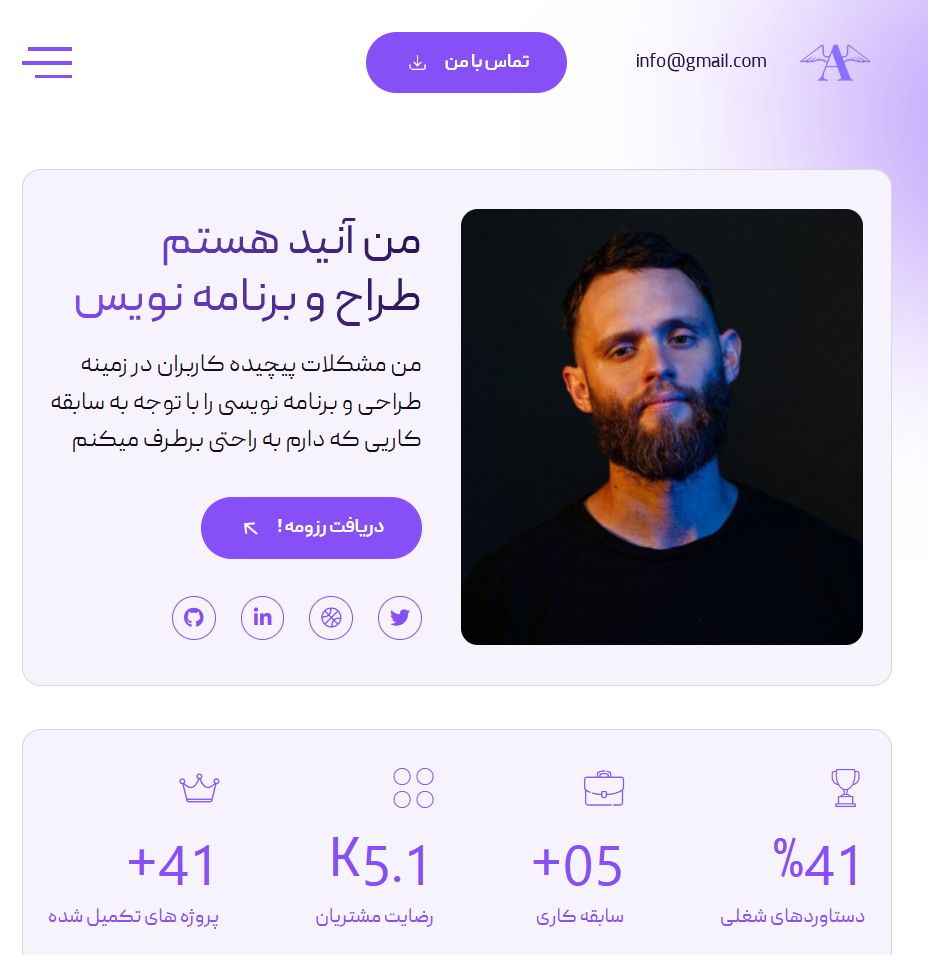 A
info@gmail.com
تماس با من
من آنید هستم
طراح و برنامه نویس
من مشکلات پیچیده کاربران در زمینه
طراحی و برنامه نویسی را با توجه به سابقه
کاریی که دارم به راحتی برطرف میکنم
دریافت رزومه !
in
%41
دستاوردهای شغلی
+05
سابقه کاری
K5.1
رضایت مشتریان
+41
پروژه های تکمیل شده